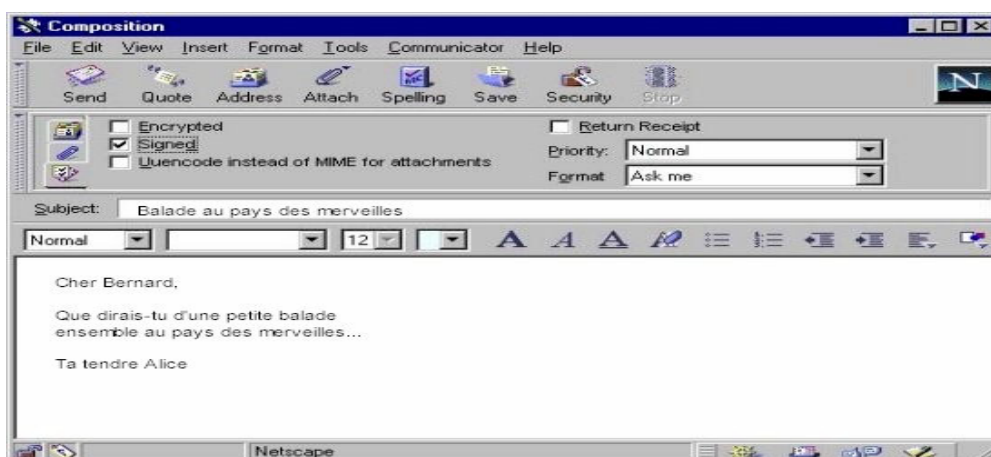 Composition
File Edit View Insert Format Tools Communicator Help
Send Quote Address Attach Spelling Save Security Stop
N
Encrypted
Signed
Uuencode instead of MIME for attachments
Return Receipt
Priority: Normal
Format Ask me
Subject: Balade au pays des merveilles
Normal 12 A A A
Cher Bernard,
Que dirais-tu d'une petite balade
ensemble au pays des merveilles...
Ta tendre Alice
Netscape